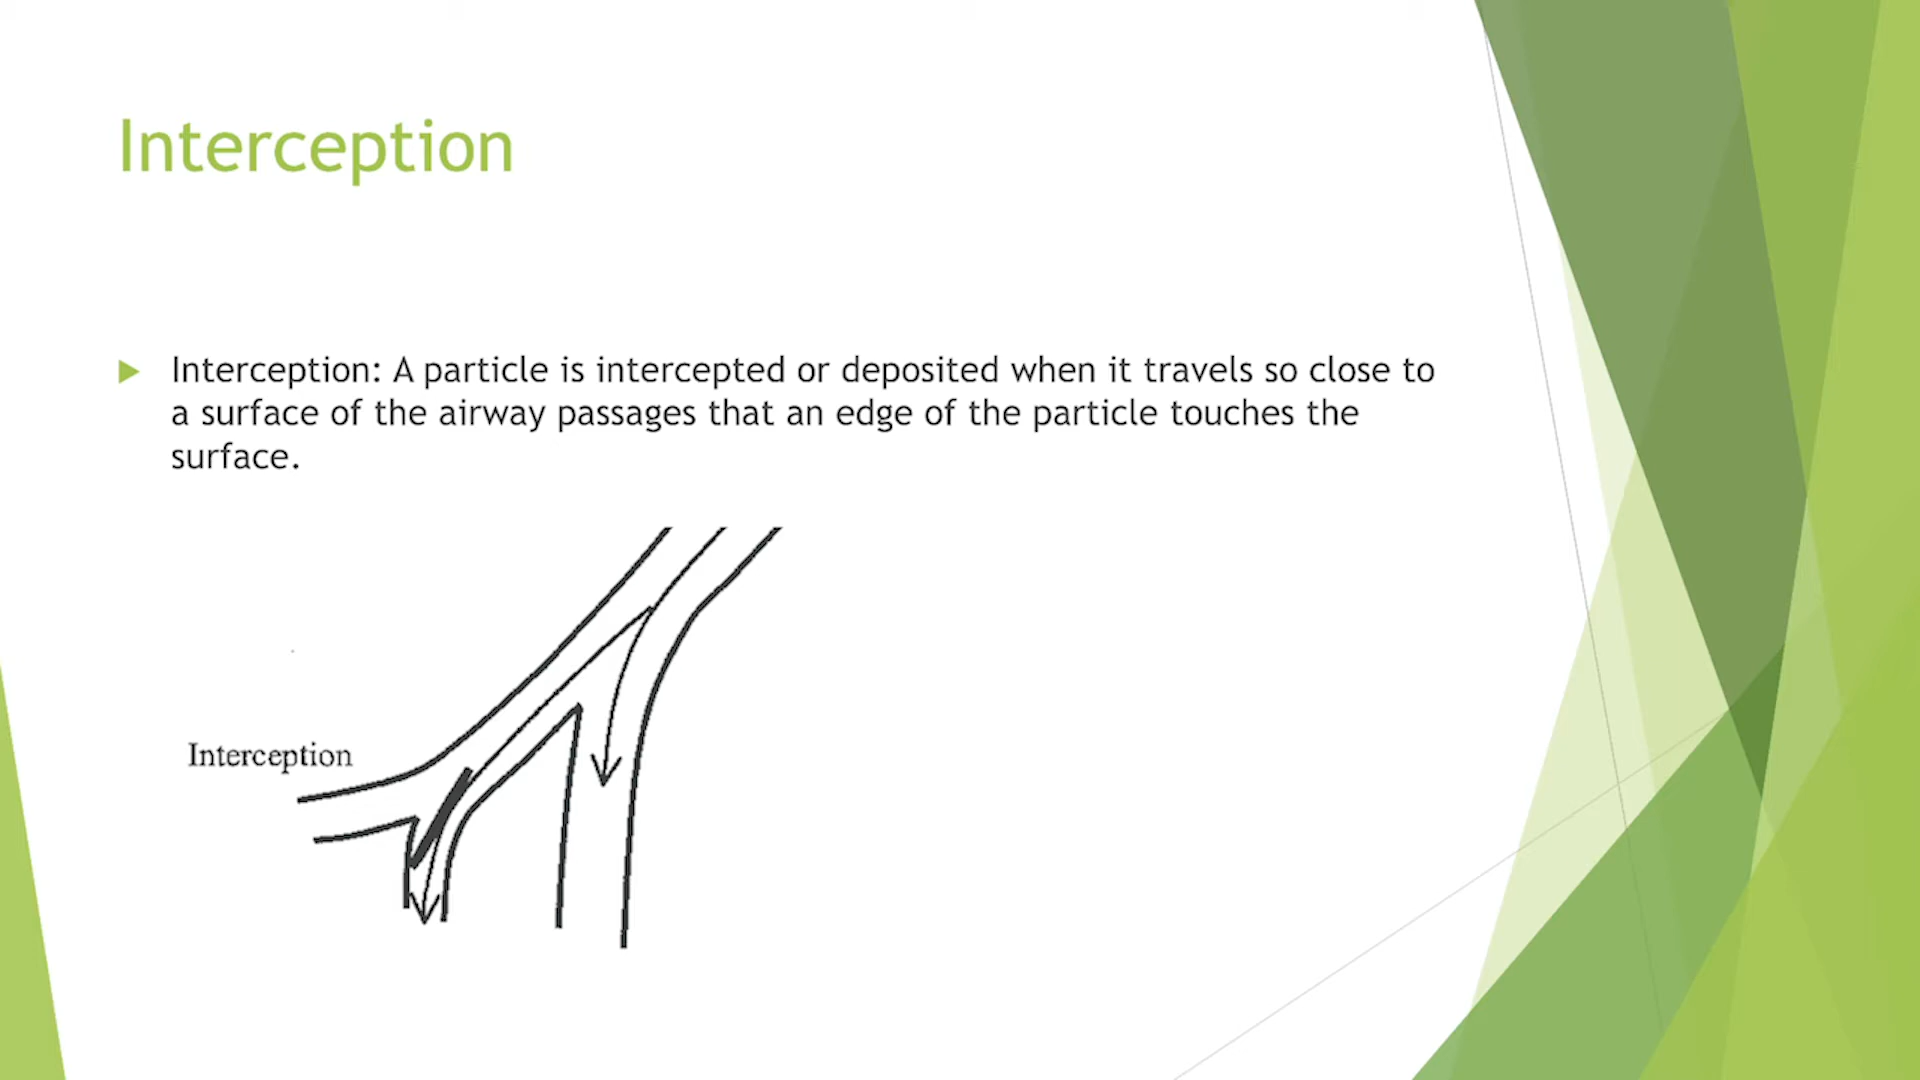 Interception
Interception: A particle is intercepted or deposited when it travels so close to
a surface of the airway passages that an edge of the particle touches the
surface.
Interception